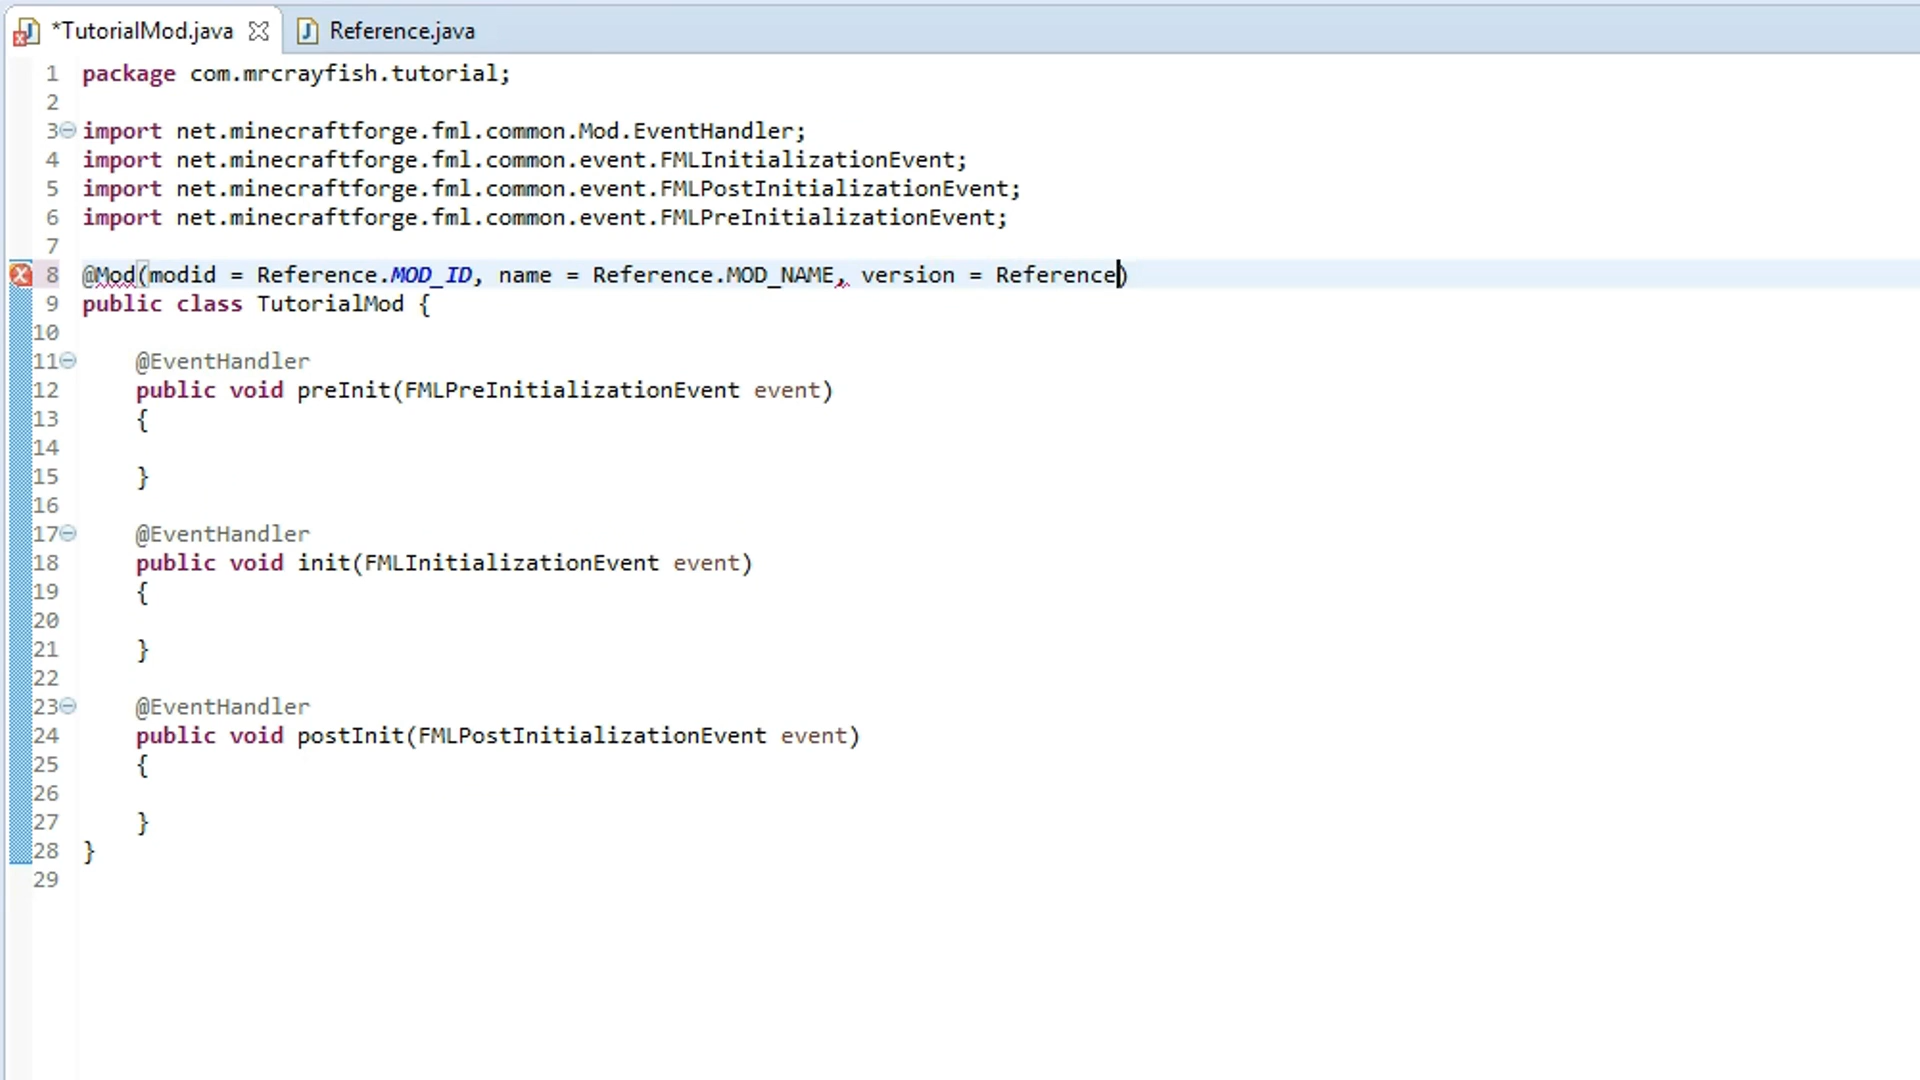 *TutorialMod.java Reference.java
1 package com.mrcrayfish.tutorial;
2
3 import net.minecraftforge.fml.common.Mod.EventHandler;
4 import net.minecraftforge.fml.common.event.FMLInitializationEvent;
5 import net.minecraftforge.fml.common.event.FMLPostInitializationEvent;
6 import net.minecraftforge.fml.common.event.FMLPreInitializationEvent;
7
8 @Mod(modid = Reference.MOD_ID, name = Reference.MOD_NAME, version = Reference)
9 public class TutorialMod {
10
11 @EventHandler
12 public void preInit(FMLPreInitializationEvent event)
13 {
14
15 }
16
17 @EventHandler
18 public void init(FMLInitializationEvent event)
19 {
20
21 }
22
23 @EventHandler
24 public void postInit(FMLPostInitializationEvent event)
25 {
26
27 }
28 }
29